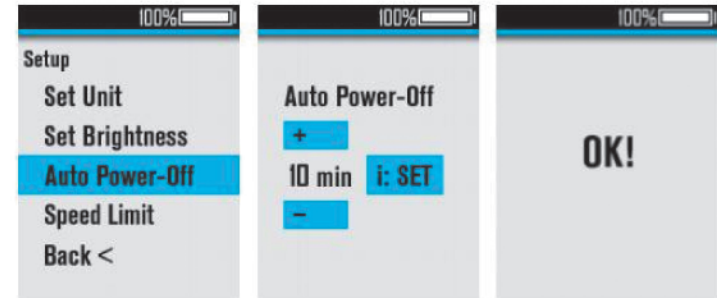 100%
Setup
Set Unit
Set Brightness
Auto Power-Off
Speed Limit
Back <
100%
Auto Power-Off
+
10 min i: SET
-
100%
OK!